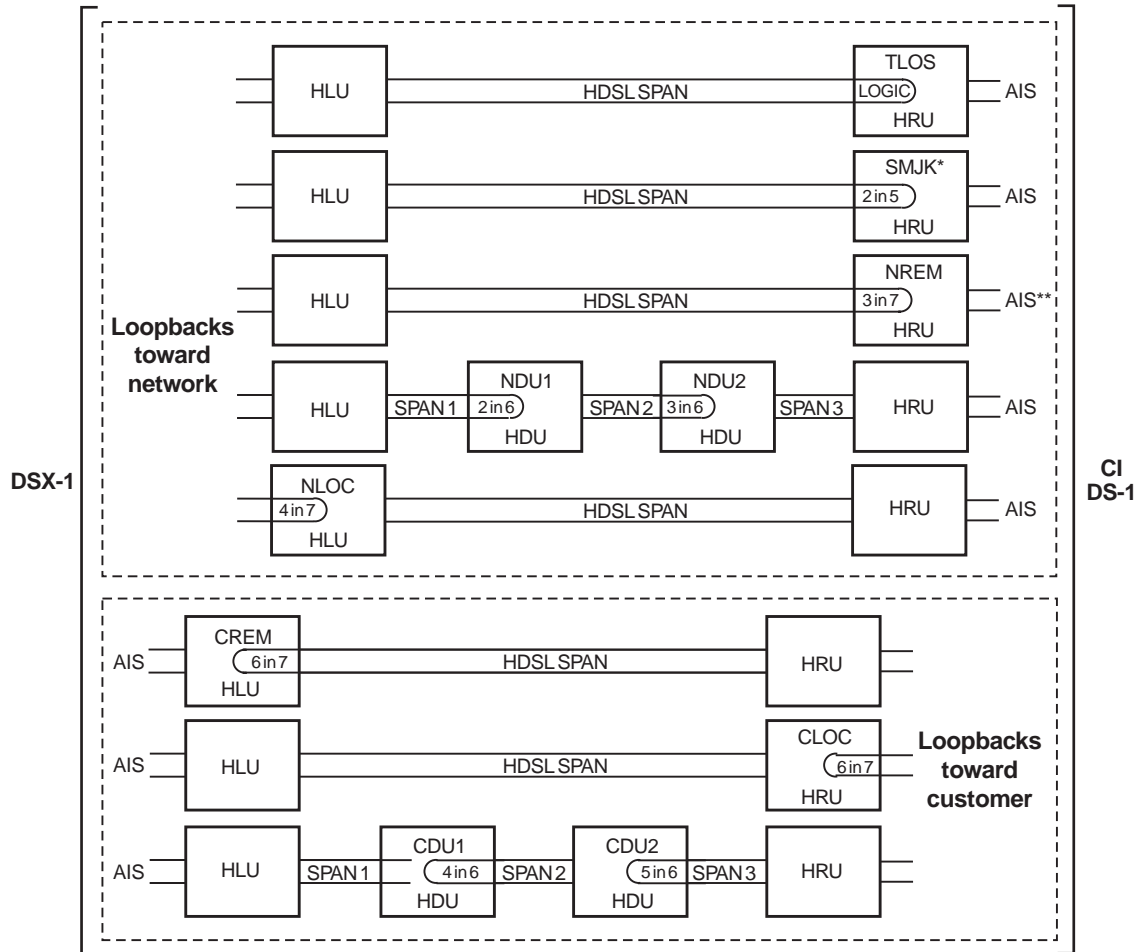 TLOS
HLU
HDSL SPAN
LOGIC
AIS
HRU
SMJK*
HLU
HDSL SPAN
2 in 5
AIS
HRU
NREM
HLU
HDSL SPAN
3 in 7
AIS**
HRU
Loopbacks
toward
network
NDU1
NDU2
HLU
SPAN 1
2 in 6
SPAN 2
3 in 6
SPAN 3
HRU
AIS
HDU
HDU
DSX-1
CI
DS-1
NLOC
4 in 7
HDSL SPAN
HRU
AIS
HLU
CREM
AIS
6 in 7
HDSL SPAN
HRU
HLU
CLOC
AIS
HLU
HDSL SPAN
6 in 7
HRU
Loopbacks
toward
customer
CDU1
CDU2
AIS
HLU
SPAN 1
4 in 6
SPAN 2
5 in 6
SPAN 3
HRU
HDU
HDU